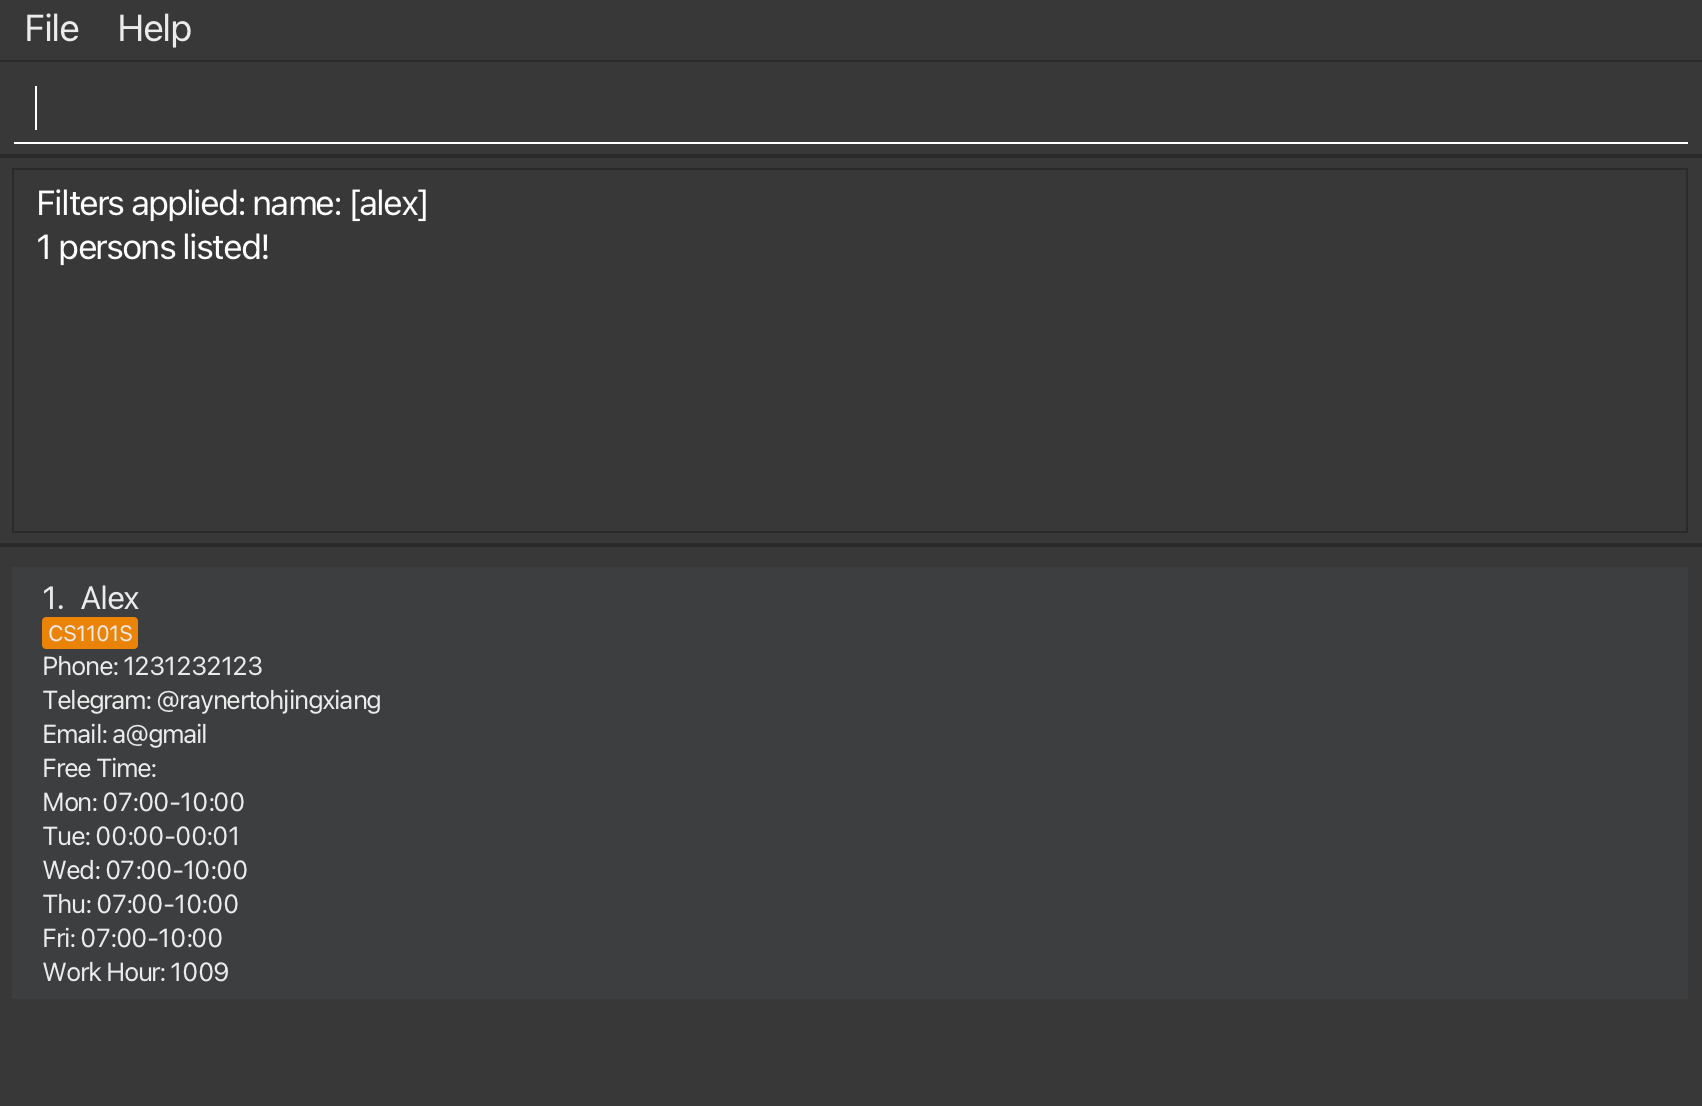 File Help
Filters applied: name: [alex]
1 persons listed!
1. Alex
CS1101S
Phone: 1231232123
Telegram: @raynertohjingxiang
Email: a@gmail
Free Time:
Mon: 07:00-10:00
Tue: 00:00-00:01
Wed: 07:00-10:00
Thu: 07:00-10:00
Fri: 07:00-10:00
Work Hour: 1009